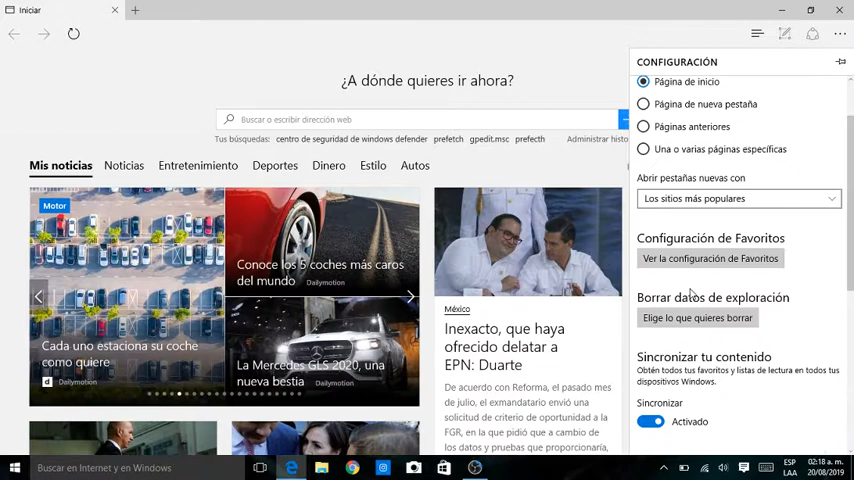 Iniciar
CONFIGURACIÓN
Página de inicio
Página de nueva pestaña
Páginas anteriores
Una o varias páginas específicas
Abrir pestañas nuevas con
Los sitios más populares
Configuración de Favoritos
Ver la configuración de Favoritos
Borrar datos de exploración
Elige lo que quieres borrar
Sincronizar tu contenido
Obtén todos tus favoritos y listas de lectura en todos tus
dispositivos Windows.
Sincronizar
Activado
¿A dónde quieres ir ahora?
Buscar o escribir dirección web
Tus búsquedas: centro de seguridad de windows defender prefetch gpedit.msc prefecth Administrar histo
Mis noticias Noticias Entretenimiento Deportes Dinero Estilo Autos
Motor
Cada uno estaciona su coche
como quiere
d Dailymotion
Conoce los 5 coches más caros
del mundo Dailymotion
La Mercedes GLS 2020, una
nueva bestia Dailymotion
México
Inexacto, que haya
ofrecido delatar a
EPN: Duarte
De acuerdo con Reforma, el pasado mes
de julio, el exmandatario envió una
solicitud de criterio de oportunidad a la
FGR, en la que pidió que a cambio de
los datos y pruebas que proporcionaría,
Buscar en Internet y en Windows
ESP
LAA
02:18 a. m.
20/08/2019